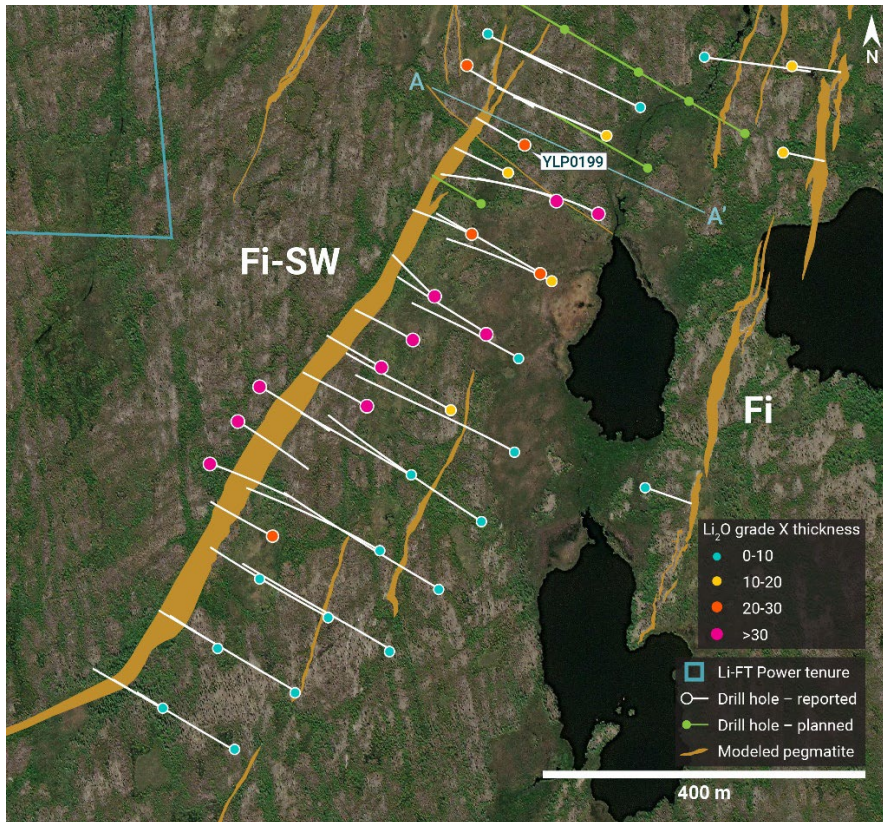 N
A
YLP0199
A'
Fi-SW
Fi
Li₂O grade X thickness
0-10
10-20
20-30
>30
Li-FT Power tenure
Drill hole – reported
Drill hole – planned
Modeled pegmatite
400 m